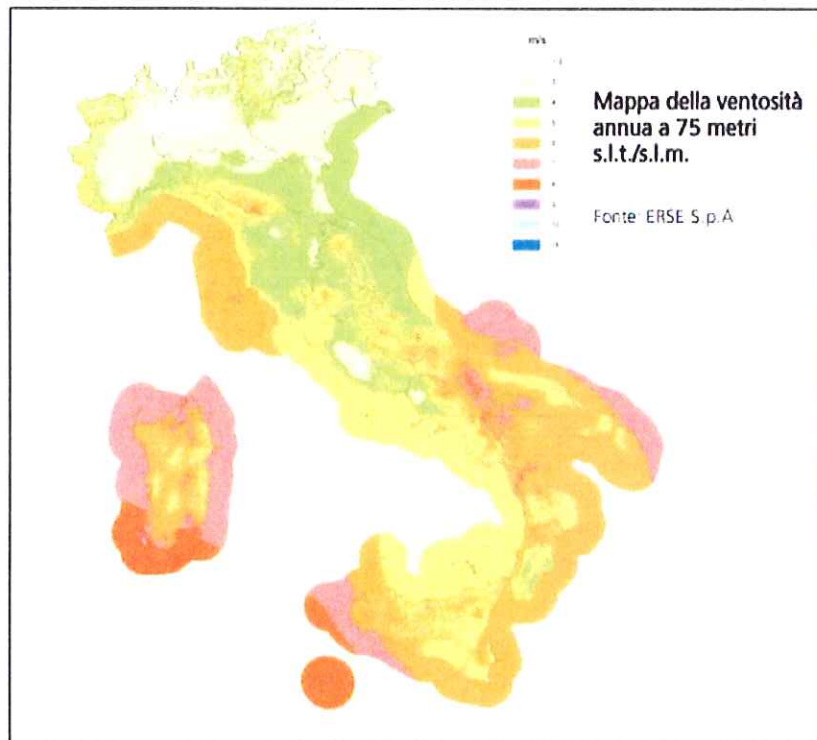 m/s
Mappa della ventosità
annua a 75 metri
s.l.t./s.l.m.
Fonte: ERSE S.p.A